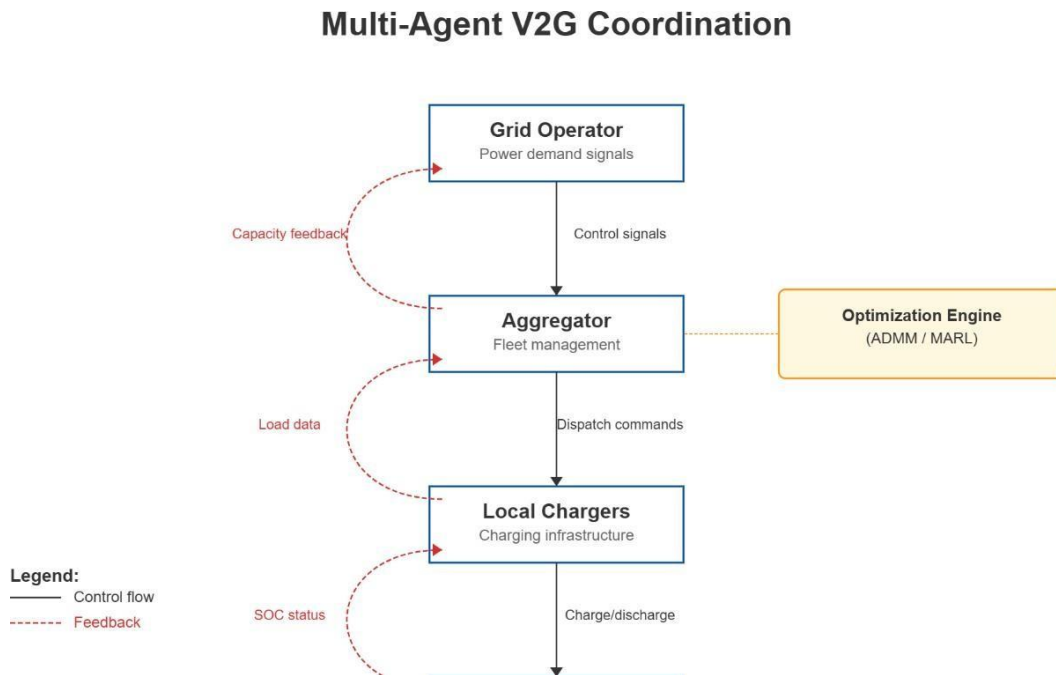 Multi-Agent V2G Coordination
Grid Operator
Power demand signals
Capacity feedback
Control signals
Aggregator
Fleet management
Optimization Engine
(ADMM / MARL)
Load data
Dispatch commands
Local Chargers
Charging infrastructure
Legend:
Control flow
Feedback
SOC status
Charge/discharge